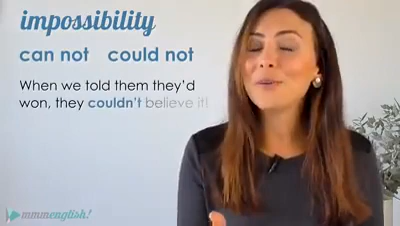 impossibility
can not could not
When we told them they'd
won, they couldn't believe it!
mmmenglish!